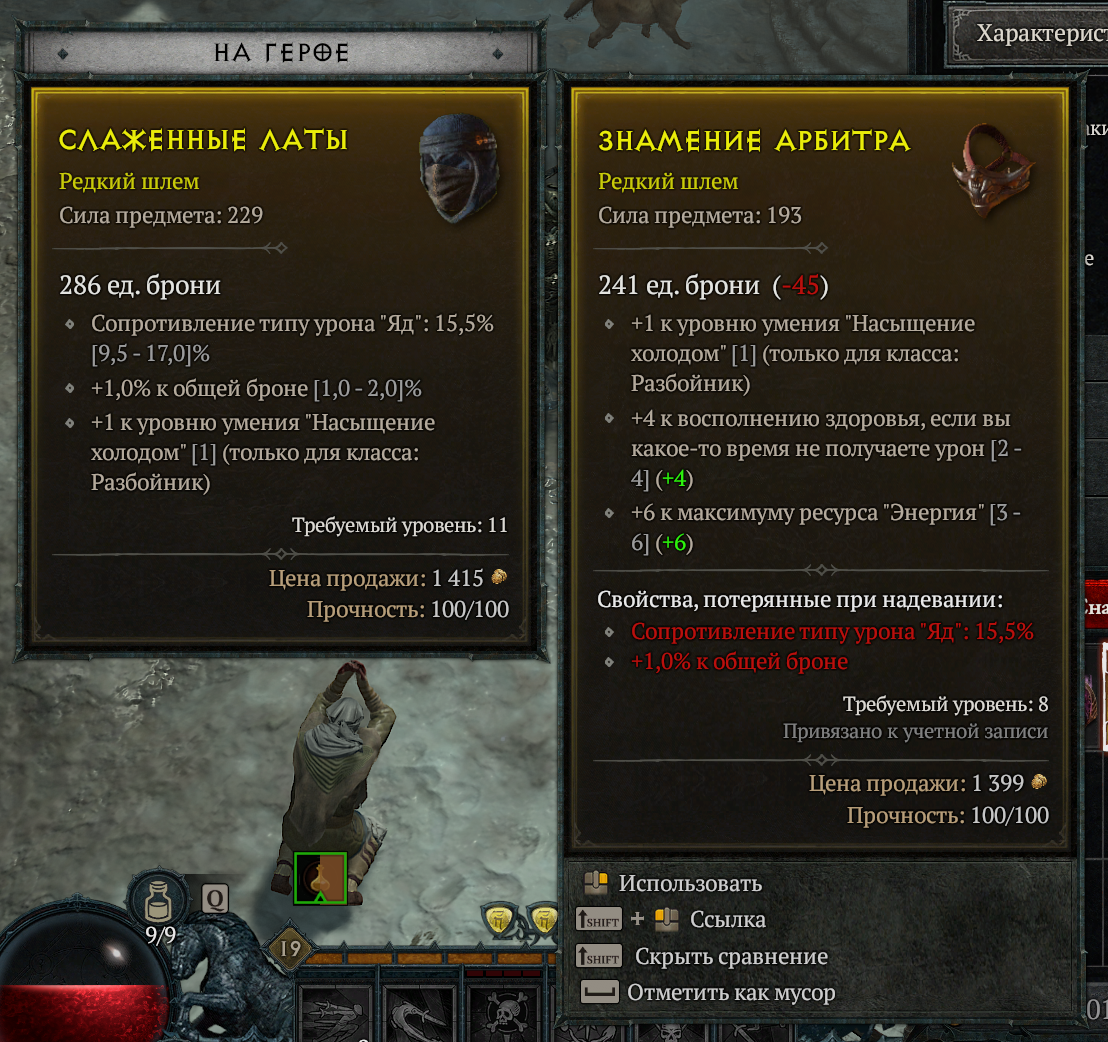 Характерист
НА ГЕРОЕ
СЛАЖЕННЫЕ ЛАТЫ
Редкий шлем
Сила предмета: 229
286 ед. брони
Сопротивление типу урона "Яд": 15,5%
[9,5 - 17,0]%
+1,0% к общей броне [1,0 - 2,0]%
+1 к уровню умения "Насыщение
холодом" [1] (только для класса:
Разбойник)
Требуемый уровень: 11
Цена продажи: 1 415
Прочность: 100/100
ЗНАМЕНИЕ АРБИТРА
Редкий шлем
Сила предмета: 193
241 ед. брони (-45)
+1 к уровню умения "Насыщение
холодом" [1] (только для класса:
Разбойник)
+4 к восполнению здоровья, если вы
какое-то время не получаете урон [2 -
4] (+4)
+6 к максимуму ресурса "Энергия" [3 -
6] (+6)
Свойства, потерянные при надевании:
Сопротивление типу урона "Яд": 15,5%
+1,0% к общей броне
Требуемый уровень: 8
Привязано к учетной записи
Цена продажи: 1 399
Прочность: 100/100
Использовать
SHIFT + Ссылка
SHIFT Скрыть сравнение
Отметить как мусор
Q
9/9
19